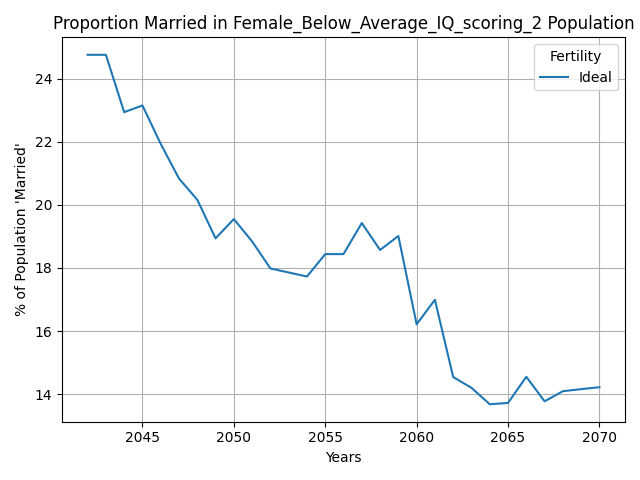 Proportion Married in Female_Below_Average_IQ_scoring_2 Population
Fertility
Ideal
% of Population 'Married'
24
22
20
18
16
14
2045 2050 2055 2060 2065 2070
Years